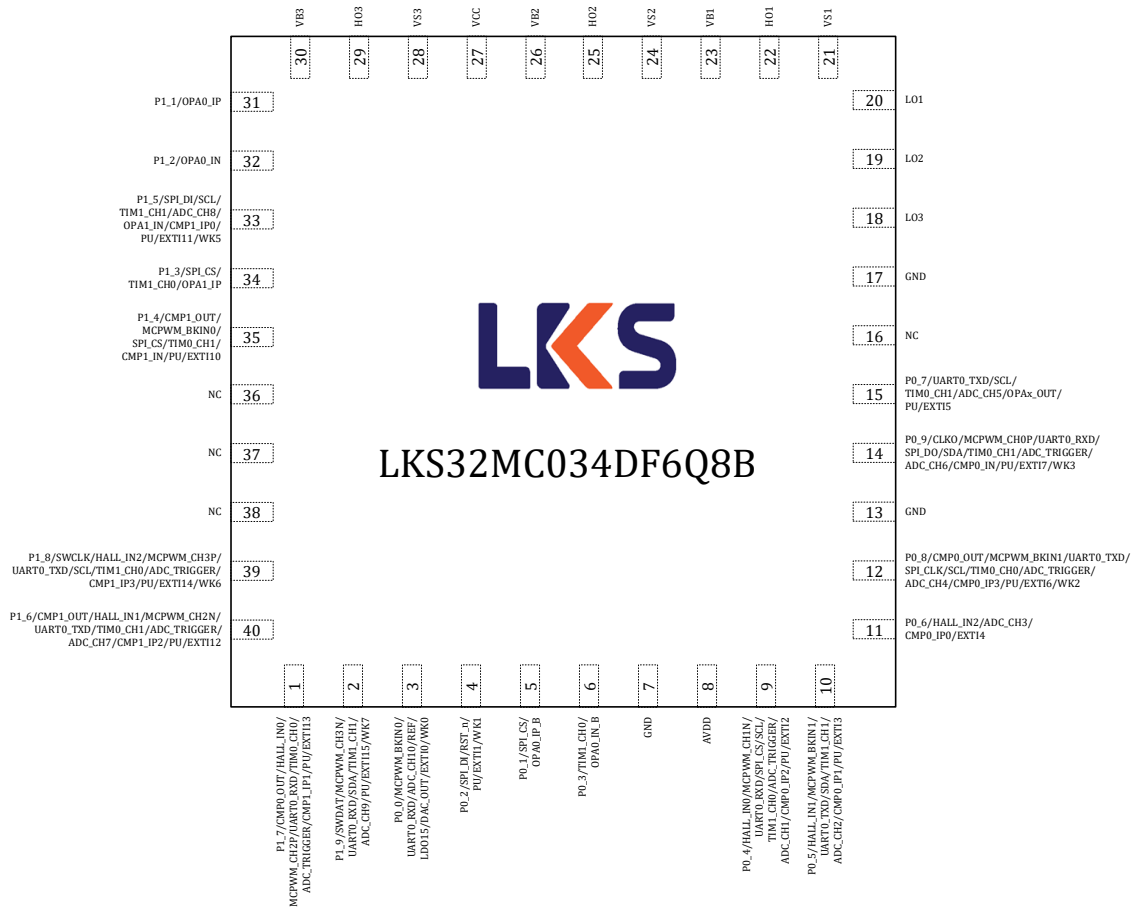 VB3
HO3
VS3
VCC
VB2
HO2
VS2
VB1
HO1
VS1
30
29
28
27
26
25
24
23
22
21
P1_1/OPA0_IP
31
P1_2/OPA0_IN
32
P1_5/SPI_DI/SCL/
TIM1_CH1/ADC_CH8/
OPA1_IN/CMP1_IP0/
PU/EXTI11/WK5
33
P1_3/SPI_CS/
TIM1_CH0/OPA1_IP
34
P1_4/CMP1_OUT/
MCPWM_BKIN0/
SPI_CS/TIM0_CH1/
CMP1_IN/PU/EXTI10
35
NC
36
NC
37
NC
38
P1_8/SWCLK/HALL_IN2/MCPWM_CH3P/
UART0_TXD/SCL/TIM1_CH0/ADC_TRIGGER/
CMP1_IP3/PU/EXTI14/WK6
39
P1_6/CMP1_OUT/HALL_IN1/MCPWM_CH2N/
UART0_TXD/TIM0_CH1/ADC_TRIGGER/
ADC_CH7/CMP1_IP2/PU/EXTI12
40
LKS
LKS32MC034DF6Q8B
20
LO1
19
LO2
18
LO3
17
GND
16
NC
15
P0_7/UART0_TXD/SCL/
TIM0_CH1/ADC_CH5/OPAx_OUT/
PU/EXTI5
14
P0_9/CLKO/MCPWM_CH0P/UART0_RXD/
SPI_DO/SDA/TIM0_CH1/ADC_TRIGGER/
ADC_CH6/CMP0_IN/PU/EXTI7/WK3
13
GND
12
P0_8/CMP0_OUT/MCPWM_BKIN1/UART0_TXD/
SPI_CLK/SCL/TIM0_CH0/ADC_TRIGGER/
ADC_CH4/CMP0_IP3/PU/EXTI6/WK2
11
P0_6/HALL_IN2/ADC_CH3/
CMP0_IP0/EXTI4
1
2
3
4
5
6
7
8
9
10
P1_7/CMP0_OUT/HALL_IN0/
MCPWM_CH2P/UART0_RXD/TIM0_CH0/
ADC_TRIGGER/CMP1_IP1/PU/EXTI13
P1_9/SWDAT/MCPWM_CH3N/
UART0_RXD/SDA/TIM1_CH1/
ADC_CH9/PU/EXTI15/WK7
P0_0/MCPWM_BKIN0/
UART0_RXD/ADC_CH10/REF/
LDO15/DAC_OUT/EXTI0/WK0
P0_2/SPI_DI/RST_n/
PU/EXTI1/WK1
P0_1/SPI_CS/
OPA0_IP_B
P0_3/TIM1_CH0/
OPA0_IN_B
GND
AVDD
P0_4/HALL_IN0/MCPWM_CH1N/
UART0_RXD/SPI_CS/SCL/
TIM1_CH0/ADC_TRIGGER/
ADC_CH1/CMP0_IP2/PU/EXTI2
P0_5/HALL_IN1/MCPWM_BKIN1/
UART0_TXD/SDA/TIM1_CH1/
ADC_CH2/CMP0_IP1/PU/EXTI3